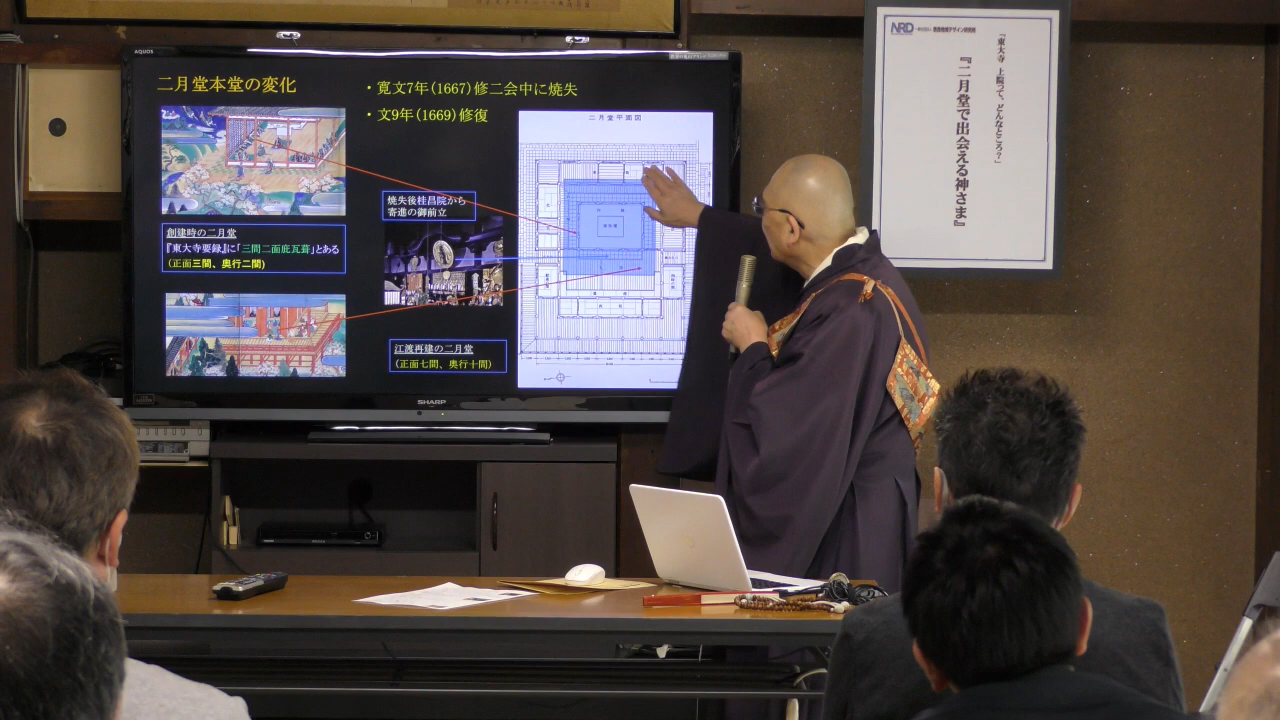 AQUOS
二月堂本堂の変化
・寛文7年(1667)修二会中に焼失
・文9年(1669)修復
二月堂平面図
焼失後桂昌院から
寄進の御前立
創建時の二月堂
『東大寺要録』に「三間二面庇瓦葺」とある
(正面三間、奥行二間)
江渡再建の二月堂
(正面七間、奥行十間)
SHARP
NRD
「東大寺 上院って、どんなところ？」
『二月堂で出会える神さま』